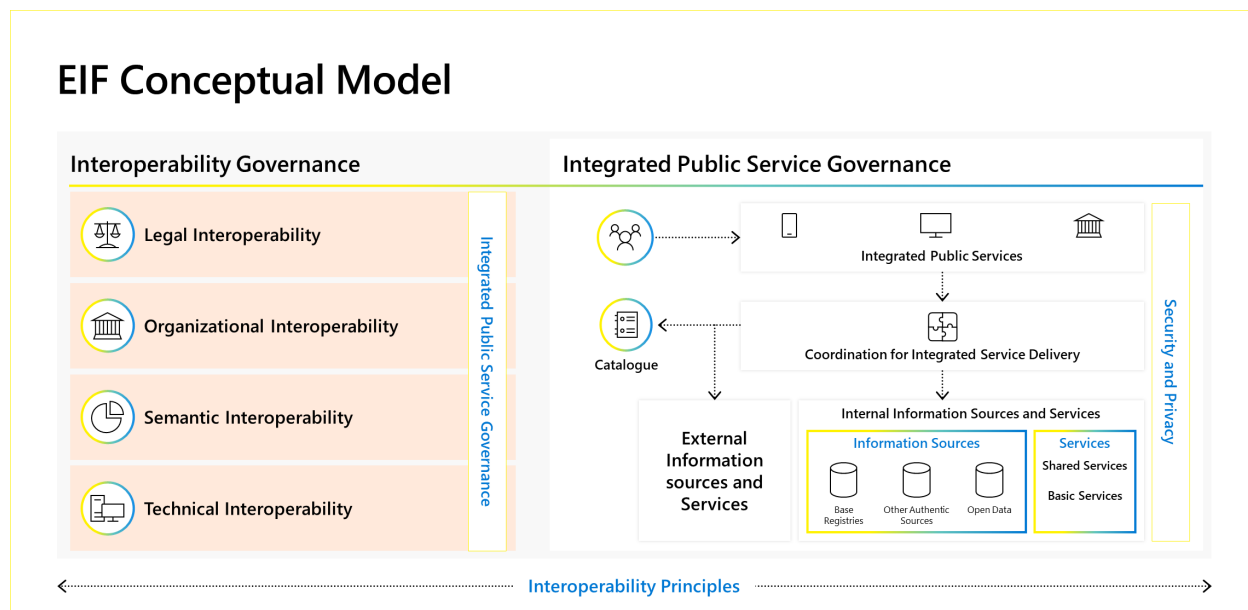 EIF Conceptual Model
Interoperability Governance
Legal Interoperability
Organizational Interoperability
Semantic Interoperability
Technical Interoperability
Integrated Public Service Governance
Integrated Public Service Governance
Integrated Public Services
Coordination for Integrated Service Delivery
Catalogue
External
Information
sources and
Services
Internal Information Sources and Services
Information Sources
Base
Registries
Other Authentic
Sources
Open Data
Services
Shared Services
Basic Services
Security and Privacy
Interoperability Principles